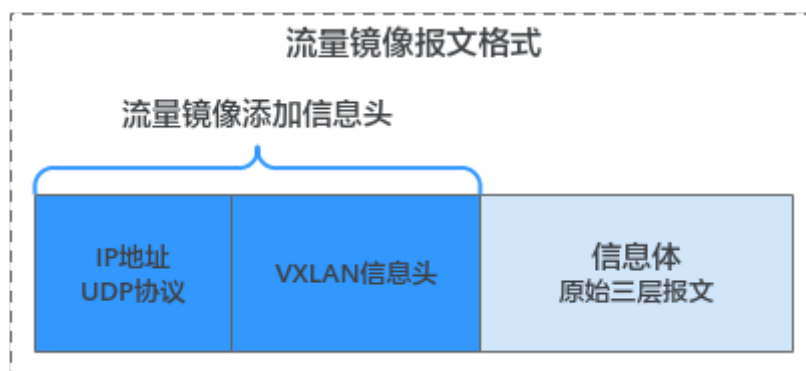 流量镜像报文格式
流量镜像添加信息头
IP地址
UDP协议
VXLAN信息头
信息体
原始三层报文